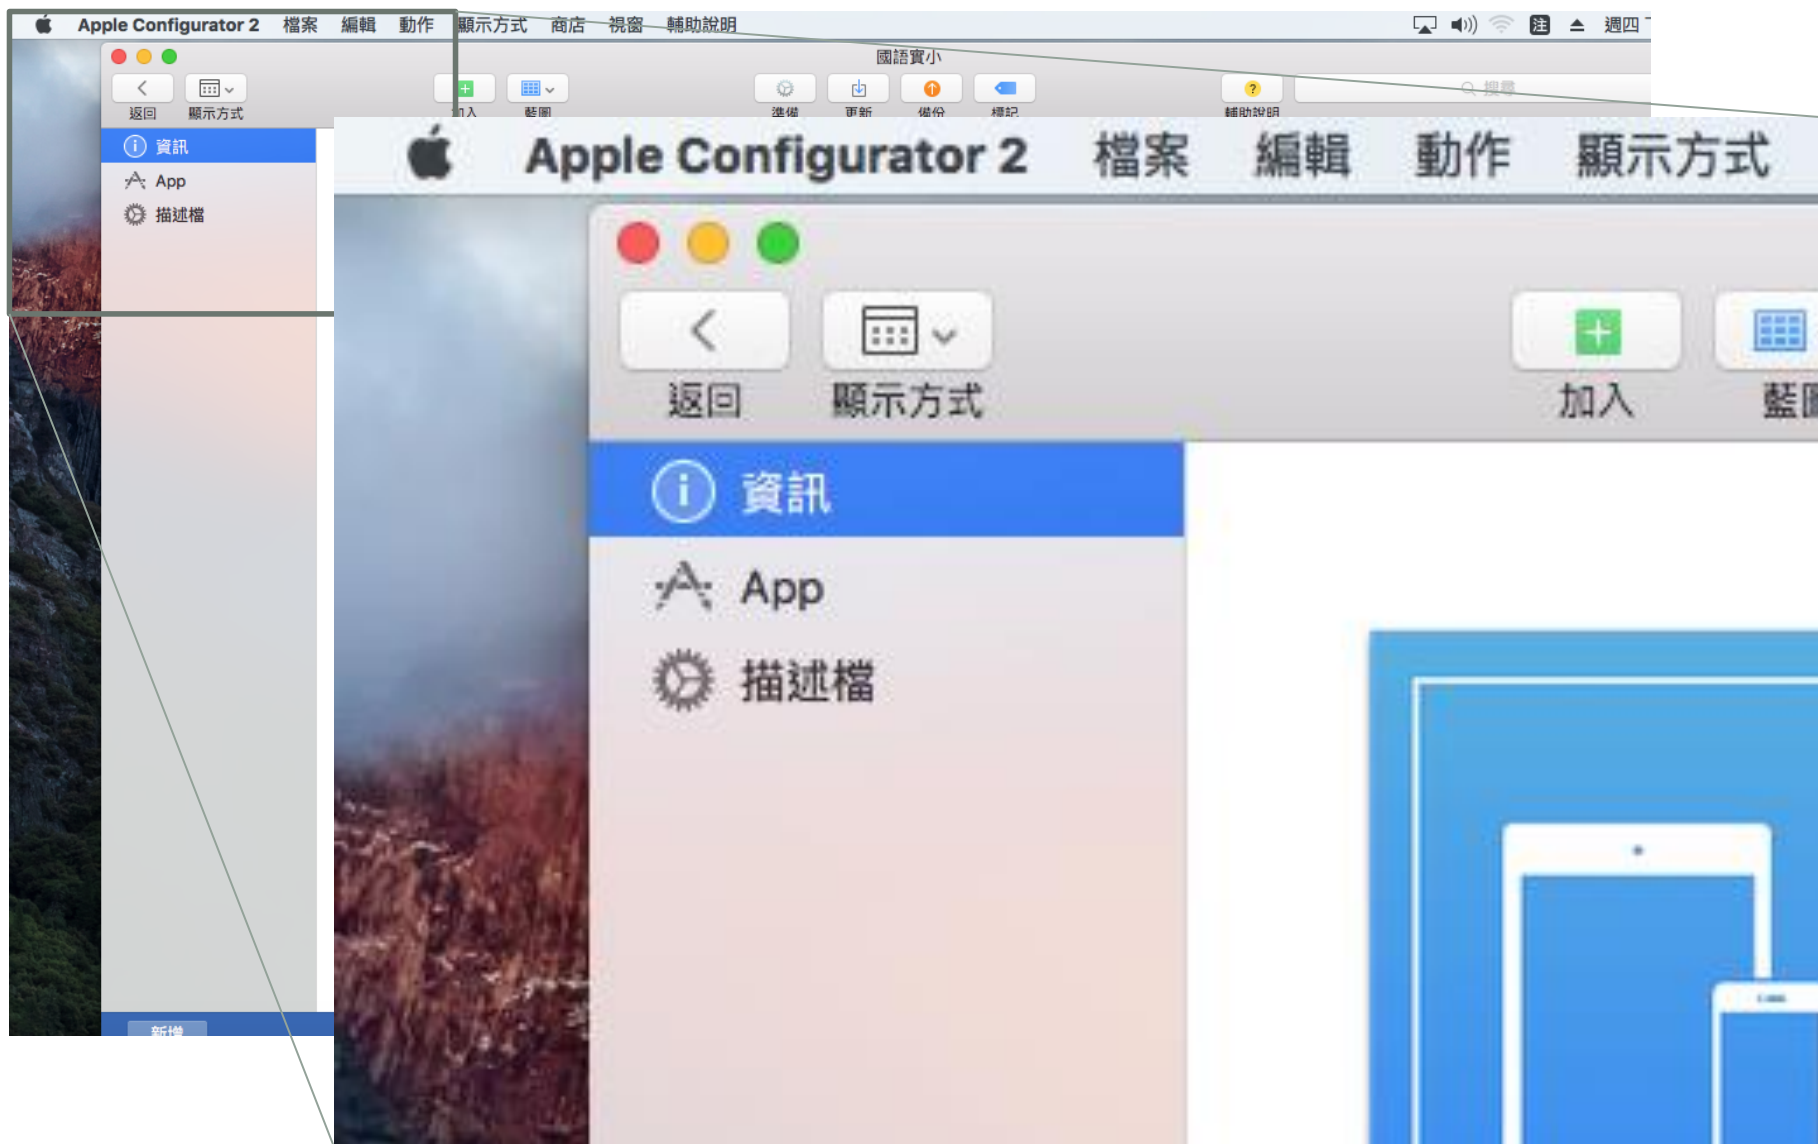 Apple Configurator 2 檔案 編輯 動作 顯示方式 商店 視窗 輔助說明 注 週四
國語實小
搜尋
返回 顯示方式 加入 藍圖 準備 更新 備份 標記 輔助說明
資訊
App
描述檔
新增
Apple Configurator 2 檔案 編輯 動作 顯示方式
返回 顯示方式 加入 藍圖
資訊
App
描述檔